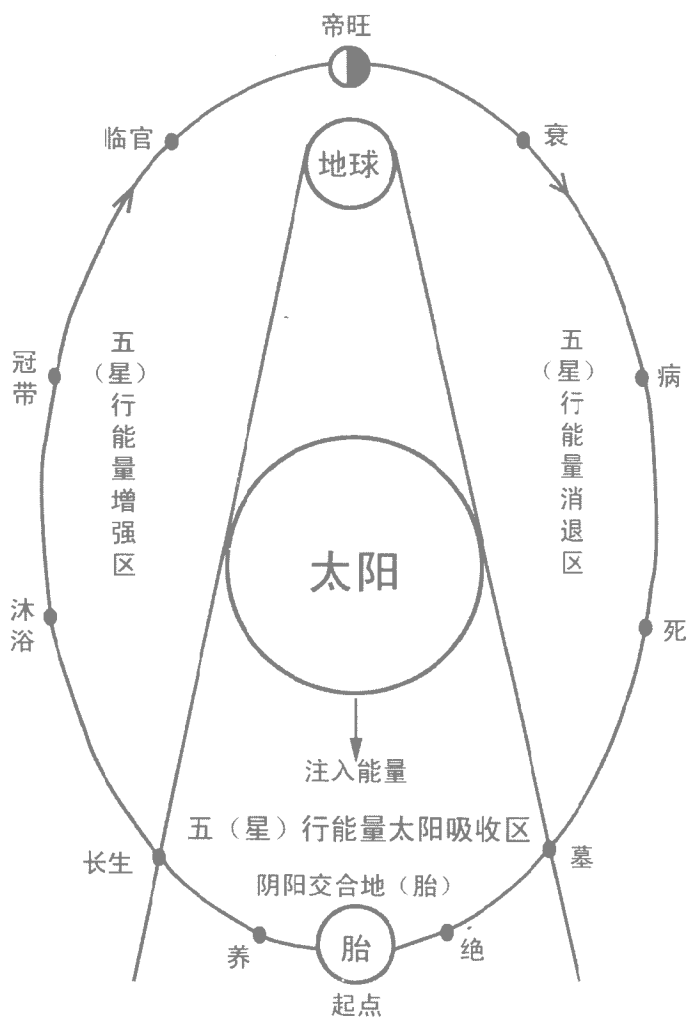 帝旺
临官
衰
地球
冠带
五（星）行能量增强区
五（星）行能量消退区
病
太阳
沐浴
死
注入能量
五（星）行能量太阳吸收区
长生
墓
阴阳交合地（胎）
养
胎
绝
起点